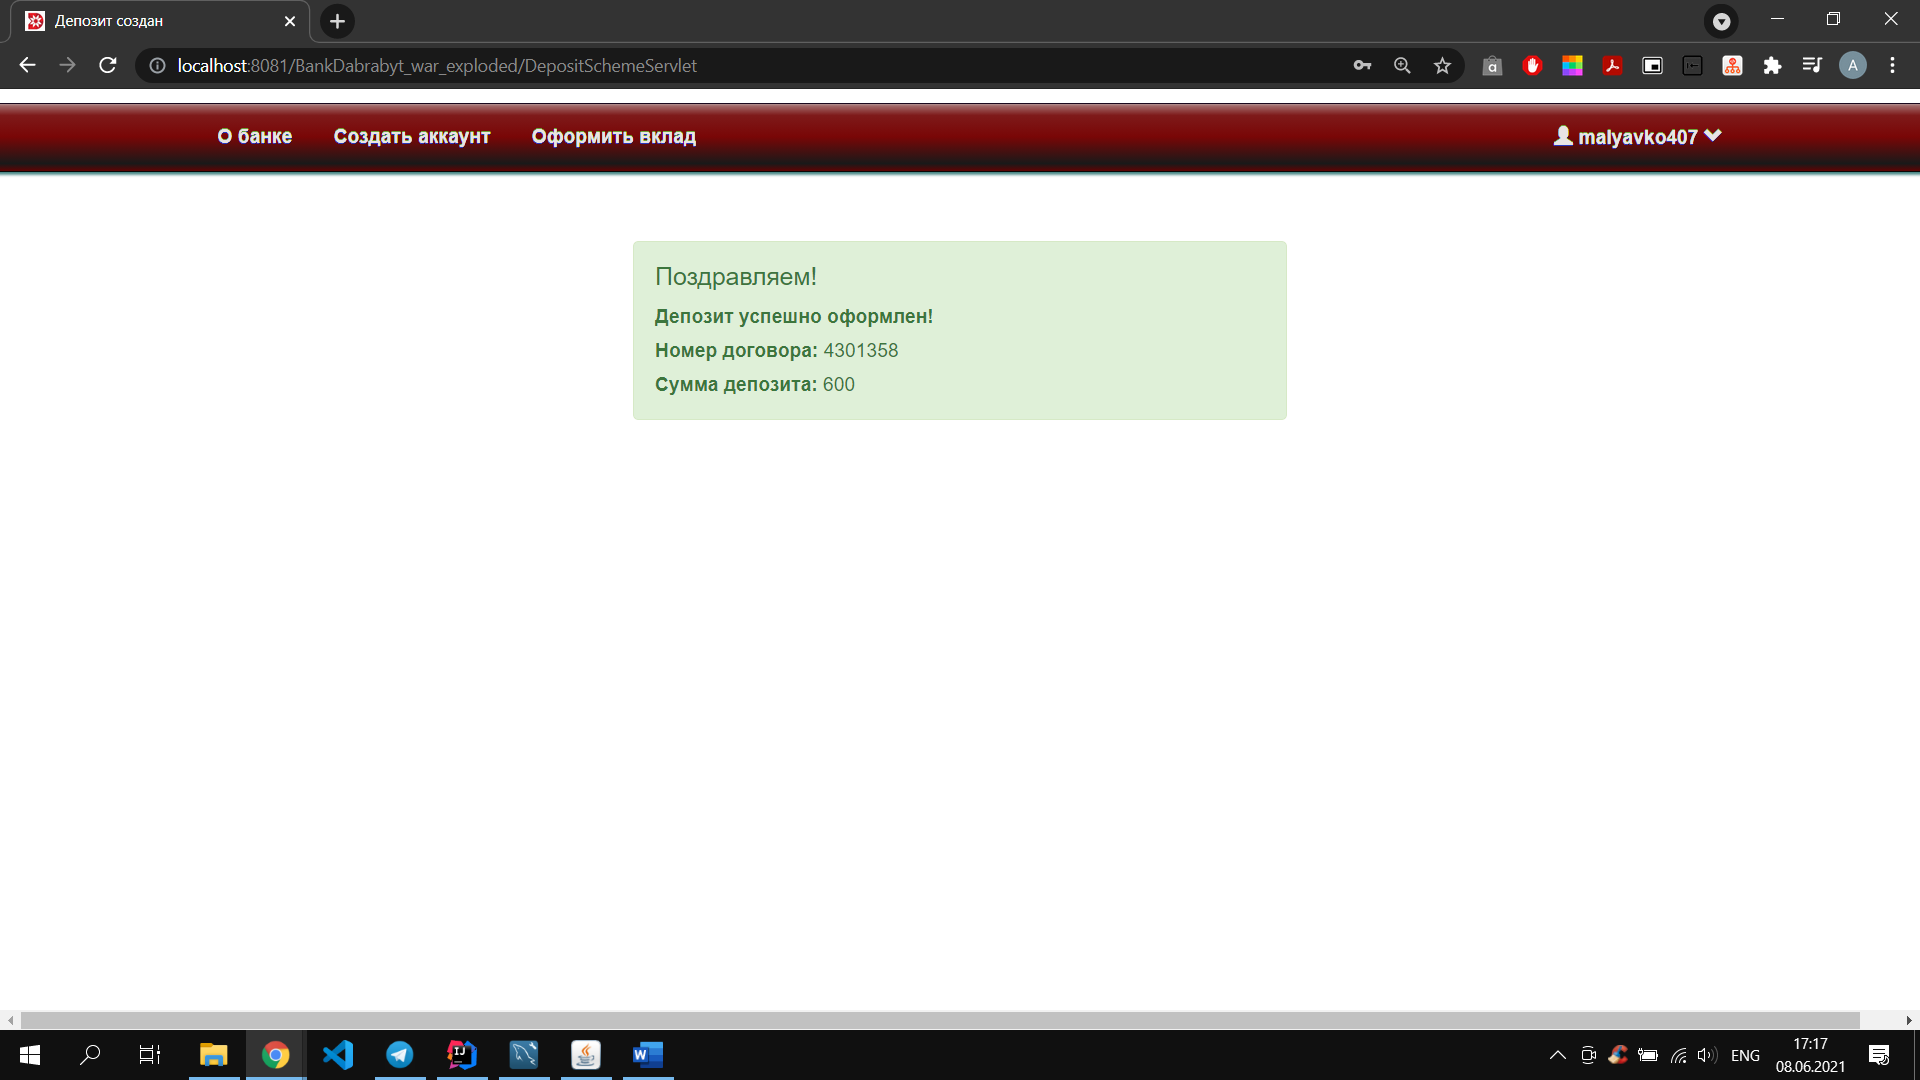 Депозит создан
localhost:8081/BankDabrabyt_war_exploded/DepositSchemeServlet
A
О банке Создать аккаунт Оформить вклад malyavko407
Поздравляем!
Депозит успешно оформлен!
Номер договора: 4301358
Сумма депозита: 600
ENG
17:17
08.06.2021